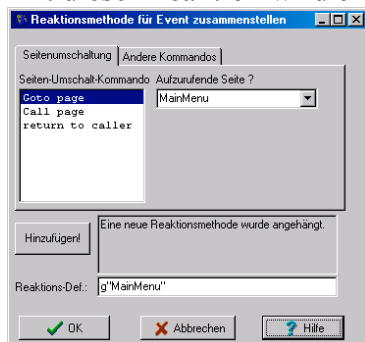 Reaktionsmethode für Event zusammenstellen
Seitenumschaltung
Andere Kommandos
Seiten-Umschalt-Kommando
Aufzurufende Seite ?
Goto page
Call page
return to caller
MainMenu
Hinzufügen!
Eine neue Reaktionsmethode wurde angehängt.
Reaktions-Def.:
g"MainMenu"
OK
Abbrechen
Hilfe